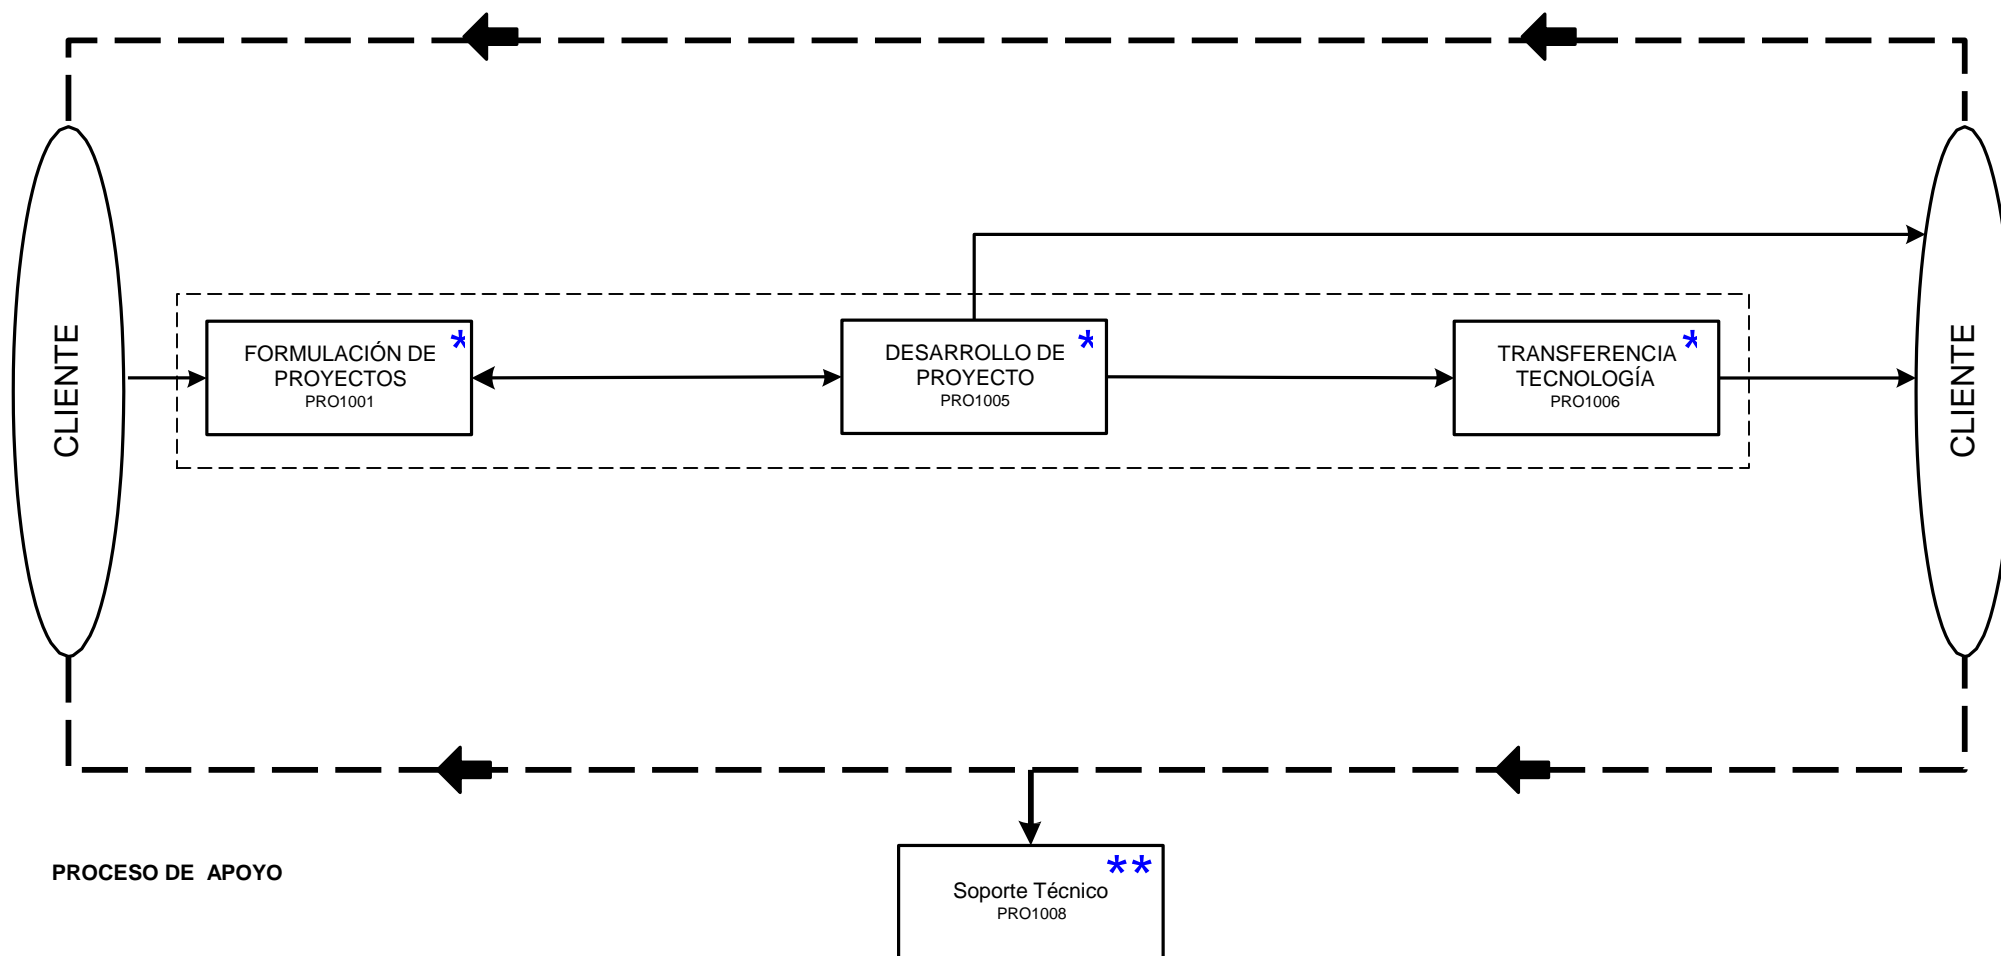 CLIENTE
FORMULACIÓN DE *
PROYECTOS
PRO1001
DESARROLLO DE *
PROYECTO
PRO1005
TRANSFERENCIA *
TECNOLOGÍA
PRO1006
CLIENTE
PROCESO DE APOYO
**
Soporte Técnico
PRO1008